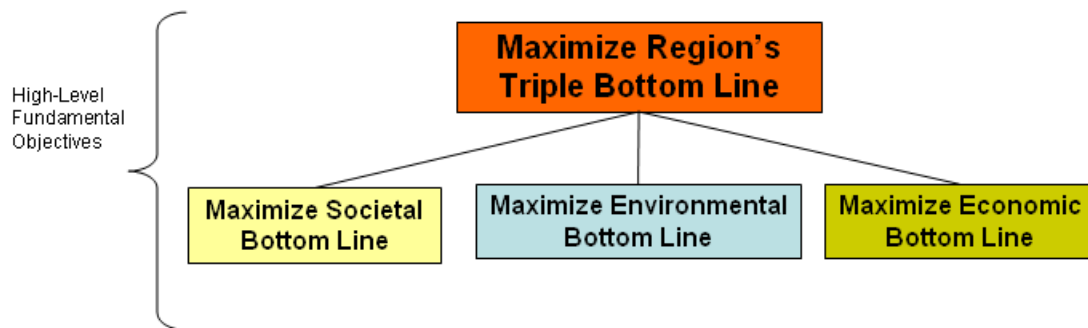 High-Level
Fundamental
Objectives
Maximize Region's
Triple Bottom Line
Maximize Societal
Bottom Line
Maximize Environmental
Bottom Line
Maximize Economic
Bottom Line